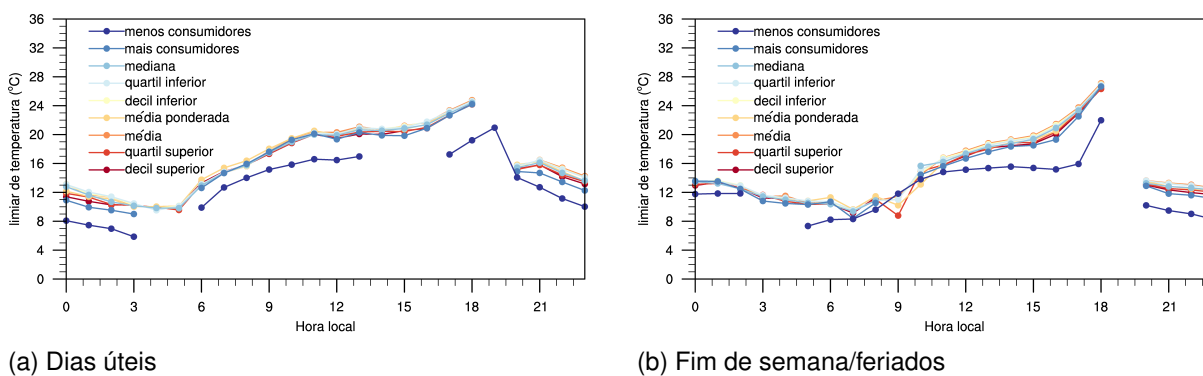 36
32
28
24
20
16
12
8
4
0
limiar de temperatura (°C)
menos consumidores
mais consumidores
mediana
quartil inferior
decil inferior
média ponderada
média
quartil superior
decil superior
0 3 6 9 12 15 18 21
Hora local
(a) Dias úteis
36
32
28
24
20
16
12
8
4
0
limiar de temperatura (°C)
menos consumidores
mais consumidores
mediana
quartil inferior
decil inferior
média ponderada
média
quartil superior
decil superior
0 3 6 9 12 15 18 21
Hora local
(b) Fim de semana/feriados